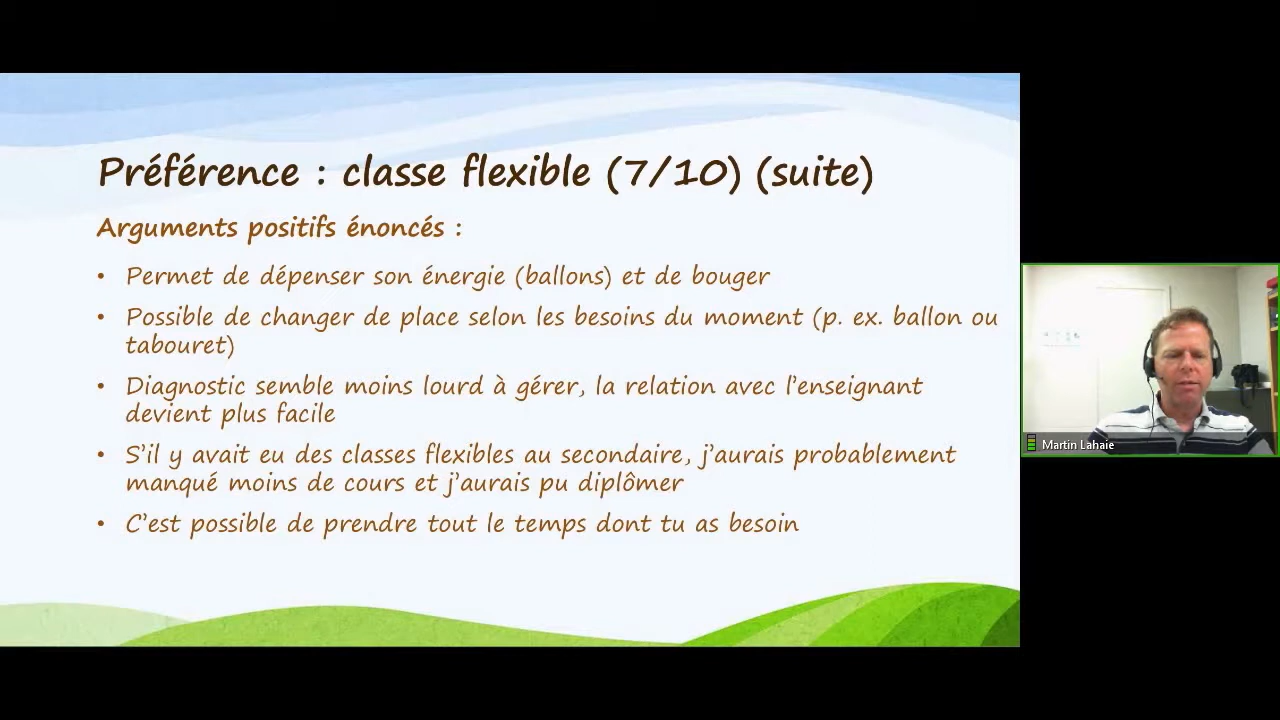 Préférence : classe flexible (7/10) (suite)
Arguments positifs énoncés :
• Permet de dépenser son énergie (ballons) et de bouger
• Possible de changer de place selon les besoins du moment (p. ex. ballon ou
tabouret)
• Diagnostic semble moins lourd à gérer, la relation avec l’enseignant
devient plus facile
• S’il y avait eu des classes flexibles au secondaire, j’aurais probablement
manqué moins de cours et j’aurais pu diplômer
• C’est possible de prendre tout le temps dont tu as besoin
Martin Lahaie